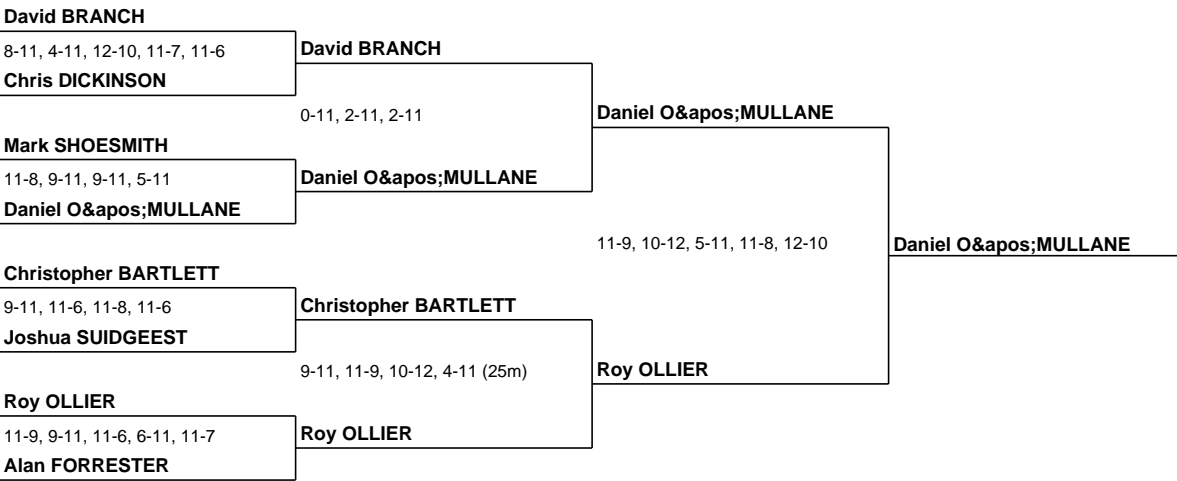 David BRANCH
8-11, 4-11, 12-10, 11-7, 11-6
Chris DICKINSON
Mark SHOESMITH
11-8, 9-11, 9-11, 5-11
Daniel O&apos;MULLANE
Christopher BARTLETT
9-11, 11-6, 11-8, 11-6
Joshua SUIDGEEST
Roy OLLIER
11-9, 9-11, 11-6, 6-11, 11-7
Alan FORRESTER
David BRANCH
0-11, 2-11, 2-11
Daniel O&apos;MULLANE
Christopher BARTLETT
9-11, 11-9, 10-12, 4-11 (25m)
Roy OLLIER
Daniel O&apos;MULLANE
11-9, 10-12, 5-11, 11-8, 12-10
Roy OLLIER
Daniel O&apos;MULLANE